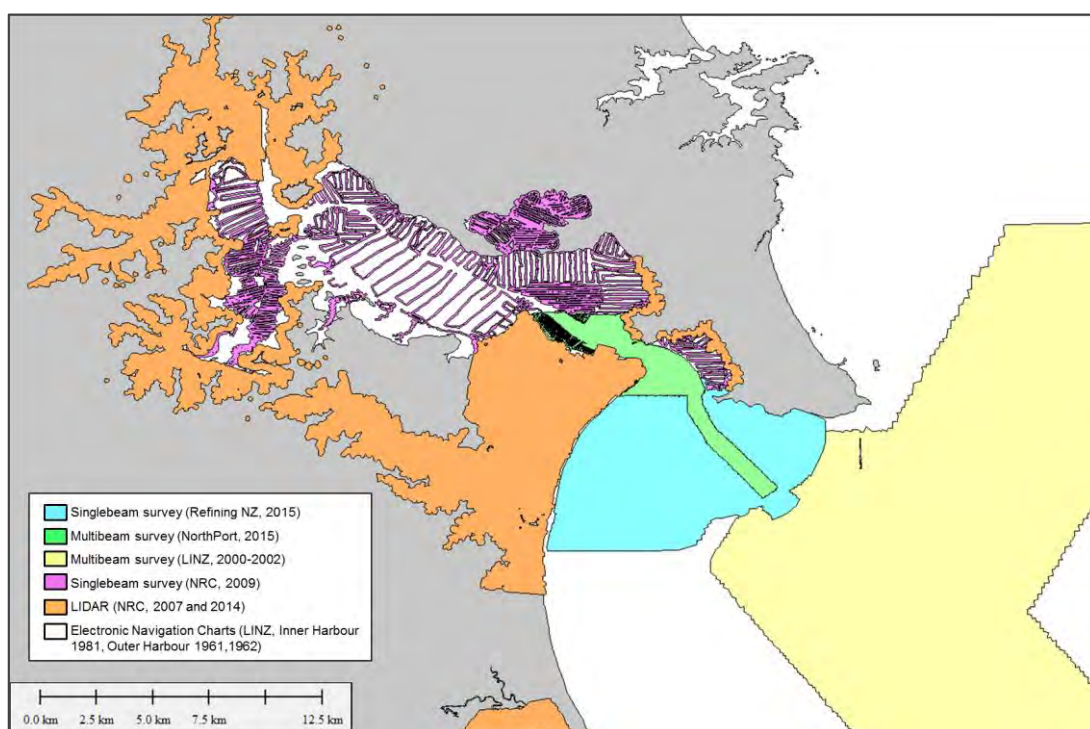 Singlebeam survey (Refining NZ, 2015)
Multibeam survey (NorthPort, 2015)
Multibeam survey (LINZ, 2000-2002)
Singlebeam survey (NRC, 2009)
LIDAR (NRC, 2007 and 2014)
Electronic Navigation Charts (LINZ, Inner Harbour
1981, Outer Harbour 1961,1962)
0.0 km 2.5 km 5.0 km 7.5 km 12.5 km